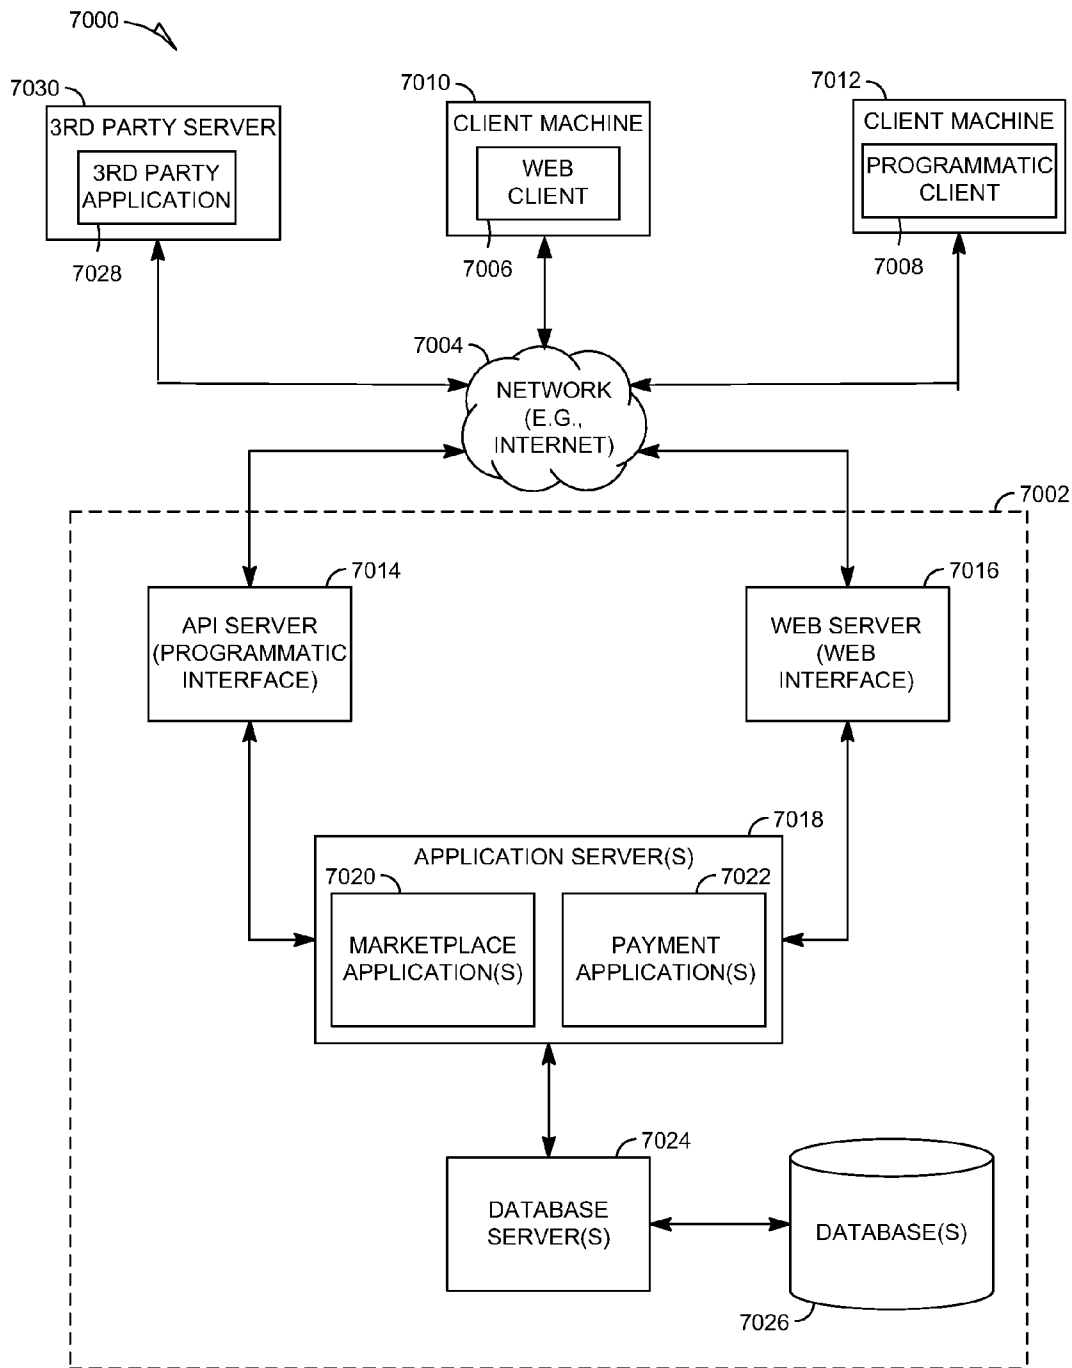 7000
7030
7010
7012
3RD PARTY SERVER
3RD PARTY
APPLICATION
7028
CLIENT MACHINE
WEB
CLIENT
7006
CLIENT MACHINE
PROGRAMMATIC
CLIENT
7008
7004
NETWORK
(E.G.,
INTERNET)
7002
7014
API SERVER
(PROGRAMMATIC
INTERFACE)
7016
WEB SERVER
(WEB
INTERFACE)
7018
APPLICATION SERVER(S)
7020
MARKETPLACE
APPLICATION(S)
7022
PAYMENT
APPLICATION(S)
7024
DATABASE
SERVER(S)
DATABASE(S)
7026